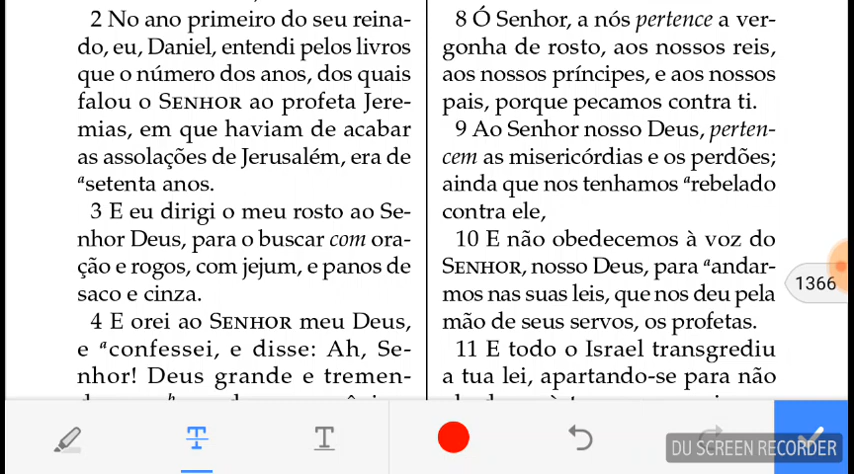 2 No ano primeiro do seu reina-
do, eu, Daniel, entendi pelos livros
que o número dos anos, dos quais
falou o SENHOR ao profeta Jere-
mias, em que haviam de acabar
as assolações de Jerusalém, era de
ᵃsetenta anos.
3 E eu dirigi o meu rosto ao Se-
nhor Deus, para o buscar com ora-
ção e rogos, com jejum, e panos de
saco e cinza.
4 E orei ao SENHOR meu Deus,
e ᵃconfessei, e disse: Ah, Se-
nhor! Deus grande e tremen-
8 Ó Senhor, a nós pertence a ver-
gonha de rosto, aos nossos reis,
aos nossos príncipes, e aos nossos
pais, porque pecamos contra ti.
9 Ao Senhor nosso Deus, perten-
cem as misericórdias e os perdões;
ainda que nos tenhamos ᵃrebelado
contra ele,
10 E não obedecemos à voz do
SENHOR, nosso Deus, para ᵃandar-
mos nas suas leis, que nos deu pela
mão de seus servos, os profetas.
11 E todo o Israel transgrediu
a tua lei, apartando-se para não
1366
T
T
DU SCREEN RECORDER